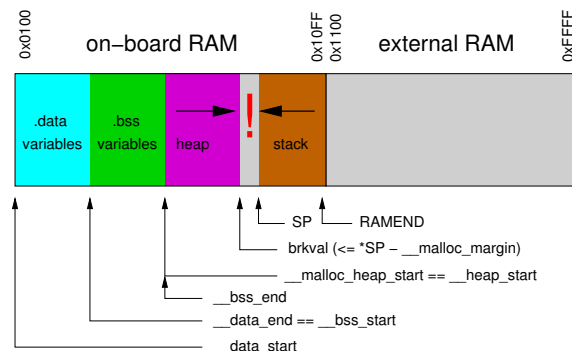 0x0100
on−board RAM
0x10FF
0x1100
external RAM
0xFFFF
.data
variables
.bss
variables
heap
!
stack
SP
RAMEND
brkval (<= *SP − __malloc_margin)
__malloc_heap_start == __heap_start
__bss_end
__data_end == __bss_start
data_start